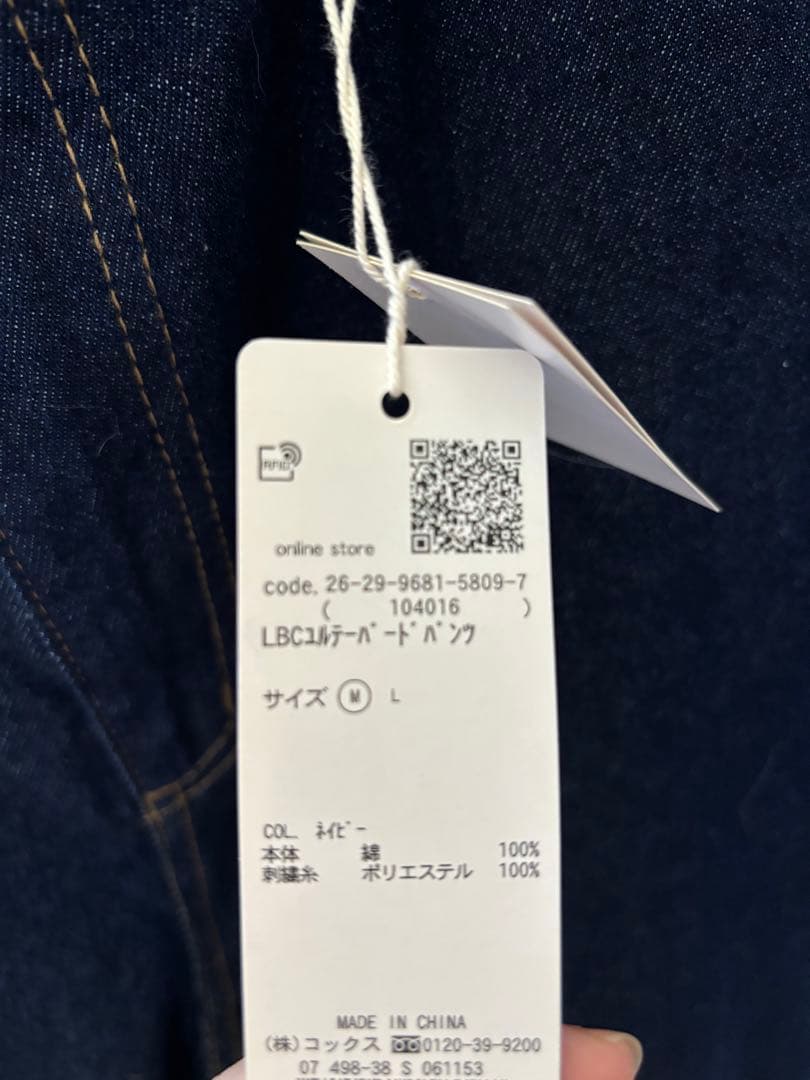 RFID
online store
code. 26-29-9681-5809-7
( 104016 )
LBCﾕﾙﾃｰﾊﾟｰﾄﾞﾊﾟﾝﾂ
サイズ M L
COL. ﾈｲﾋﾞｰ
本体 綿 100%
刺繍糸 ポリエステル 100%
MADE IN CHINA
(株)コックス 0120-39-9200
07 498-38 S 061153